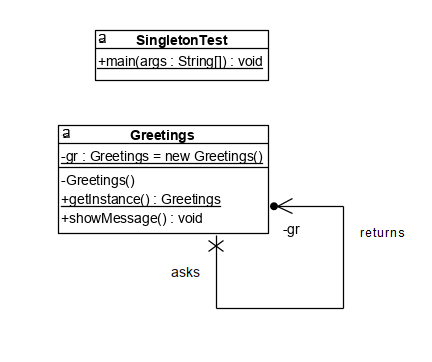 a
SingletonTest
+main(args : String[]) : void
a
Greetings
-gr : Greetings = new Greetings()
-Greetings()
+getInstance() : Greetings
+showMessage() : void
-gr
returns
asks